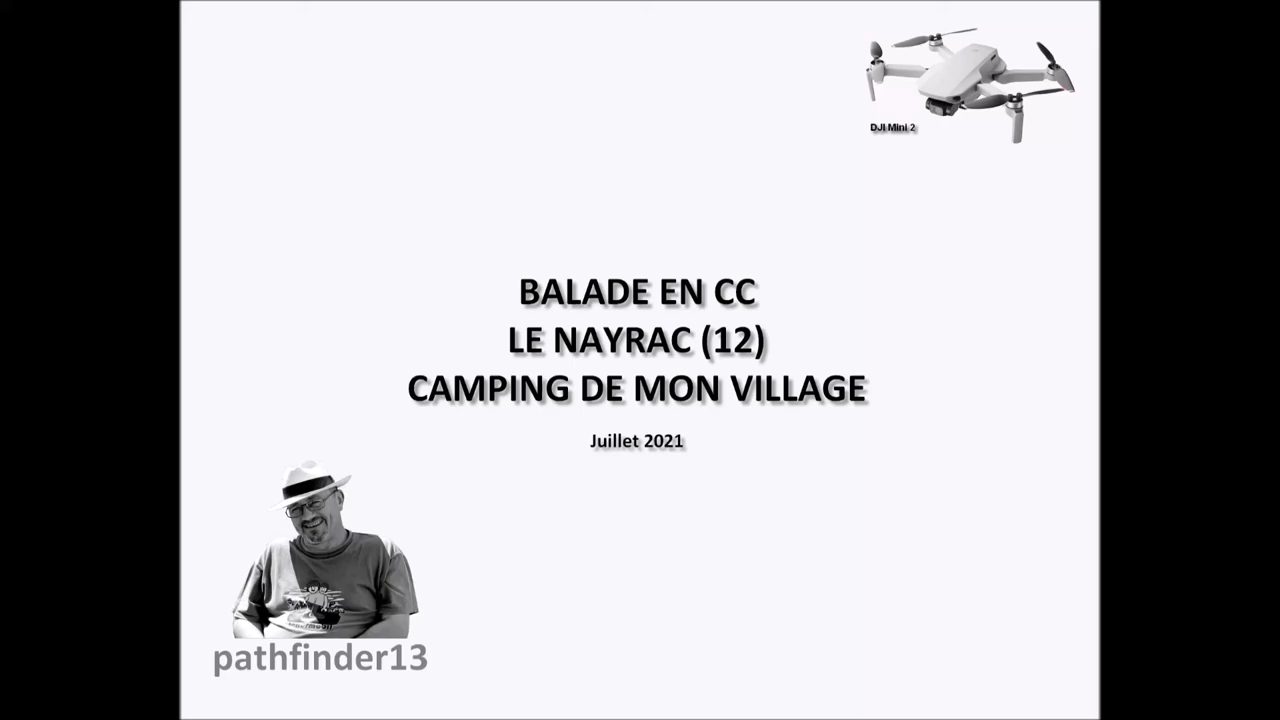 DJI Mini 2
BALADE EN CC
LE NAYRAC (12)
CAMPING DE MON VILLAGE
Juillet 2021
pathfinder13